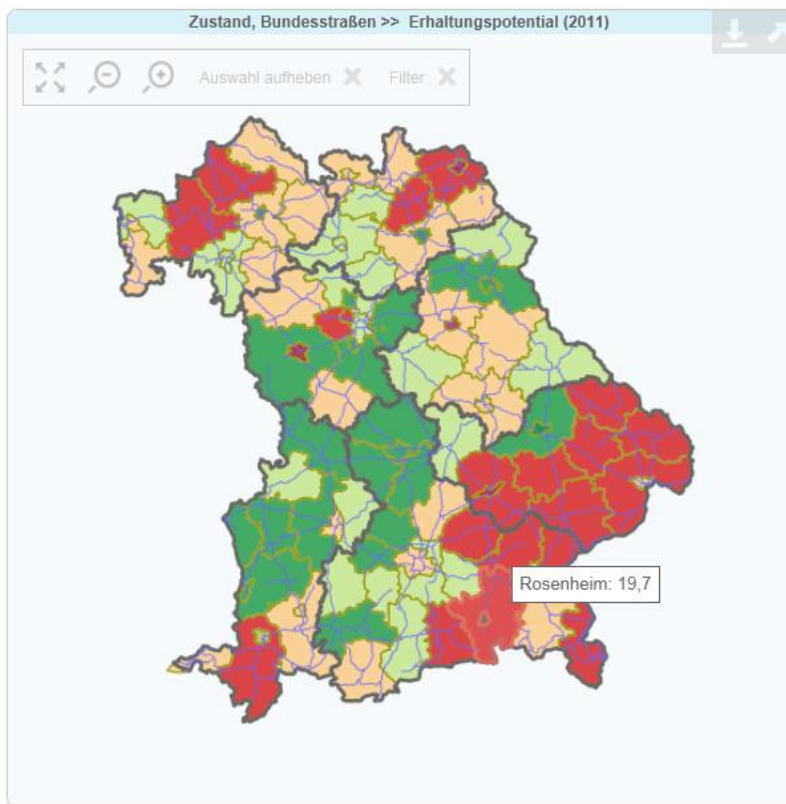 Zustand, Bundesstraßen >> Erhaltungspotential (2011)
Auswahl aufheben
Filter
Rosenheim: 19,7